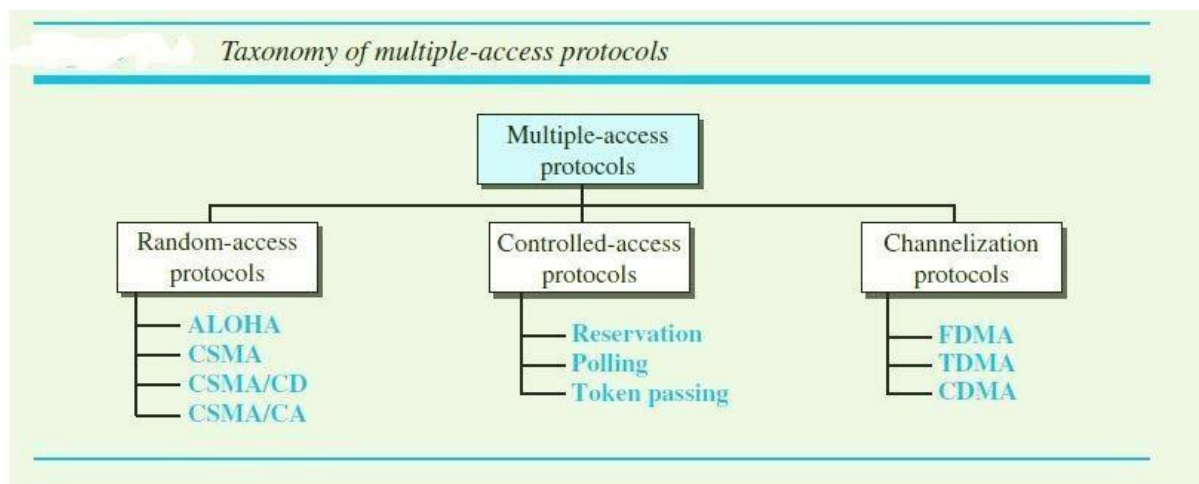 Taxonomy of multiple-access protocols
Multiple-access
protocols
Random-access
protocols
ALOHA
CSMA
CSMA/CD
CSMA/CA
Controlled-access
protocols
Reservation
Polling
Token passing
Channelization
protocols
FDMA
TDMA
CDMA